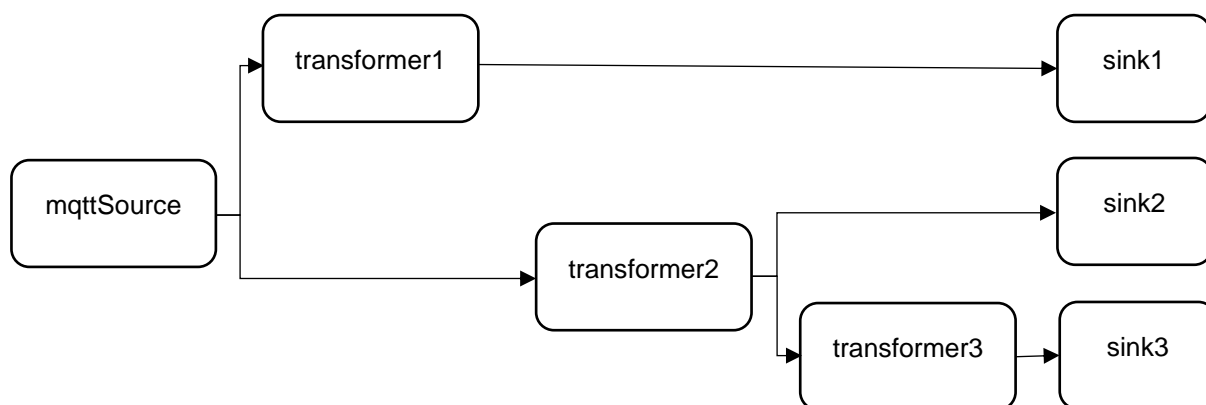 transformer1
sink1
mqttSource
sink2
transformer2
transformer3
sink3